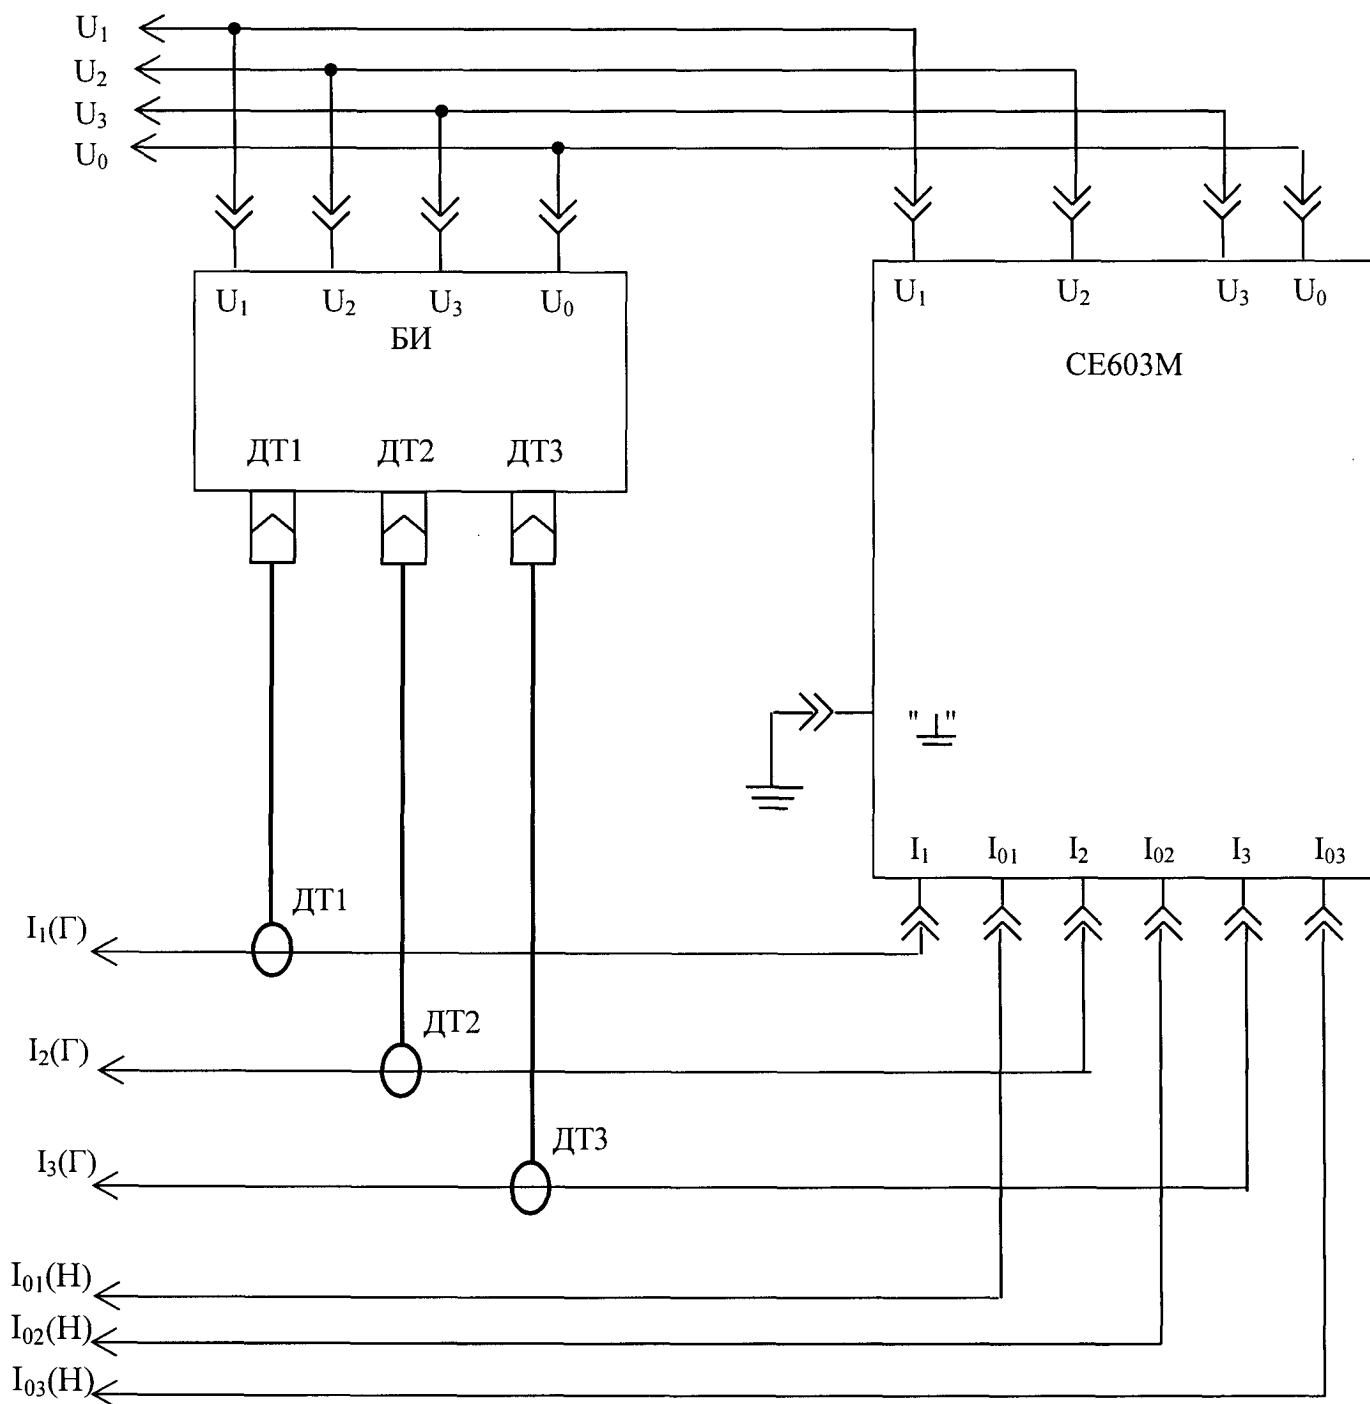 U₁
U₂
U₃
U₀
U₁ U₂ U₃ U₀
БИ
ДТ1 ДТ2 ДТ3
U₁ U₂ U₃ U₀
СЕ603М
" "
I₁ I₀₁ I₂ I₀₂ I₃ I₀₃
ДТ1
I₁(Г)
ДТ2
I₂(Г)
ДТ3
I₃(Г)
I₀₁(Н)
I₀₂(Н)
I₀₃(Н)